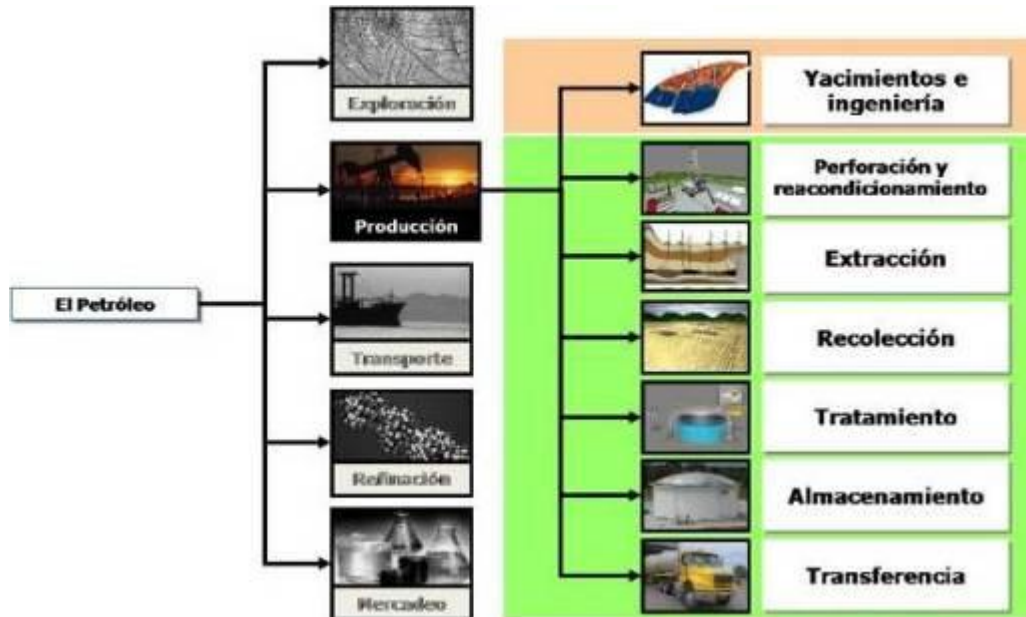 El Petróleo
Exploración
Producción
Transporte
Refinación
Mercadeo
Yacimientos e
ingeniería
Perforación y
reacondicionamiento
Extracción
Recolección
Tratamiento
Almacenamiento
Transferencia